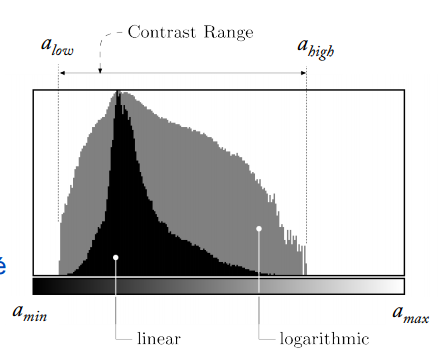 Contrast Range
a_low a_high
é
a_min a_max
linear logarithmic